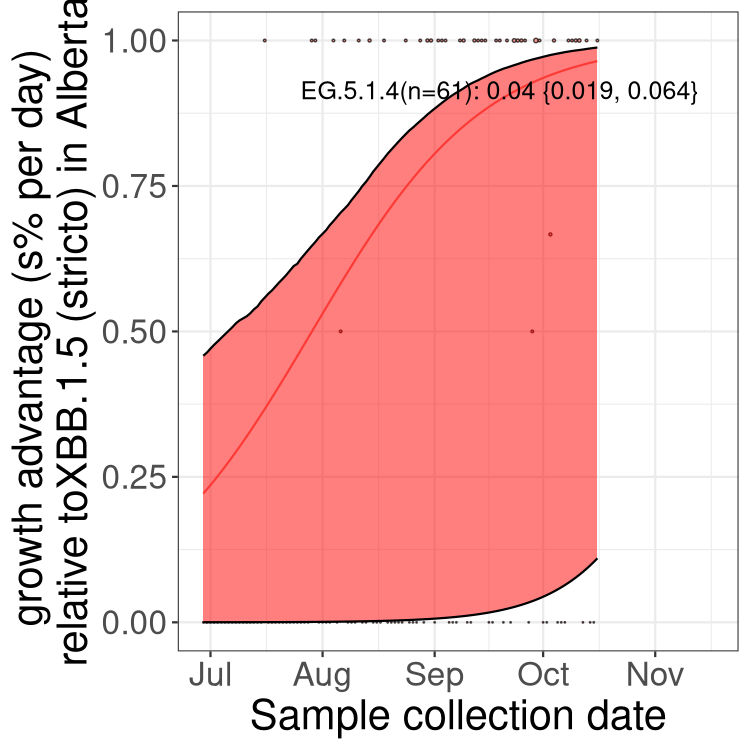 growth advantage (s% per day)
relative toXBB.1.5 (stricto) in Alberta
1.00
0.75
0.50
0.25
0.00
EG.5.1.4(n=61): 0.04 {0.019, 0.064}
Jul Aug Sep Oct Nov
Sample collection date